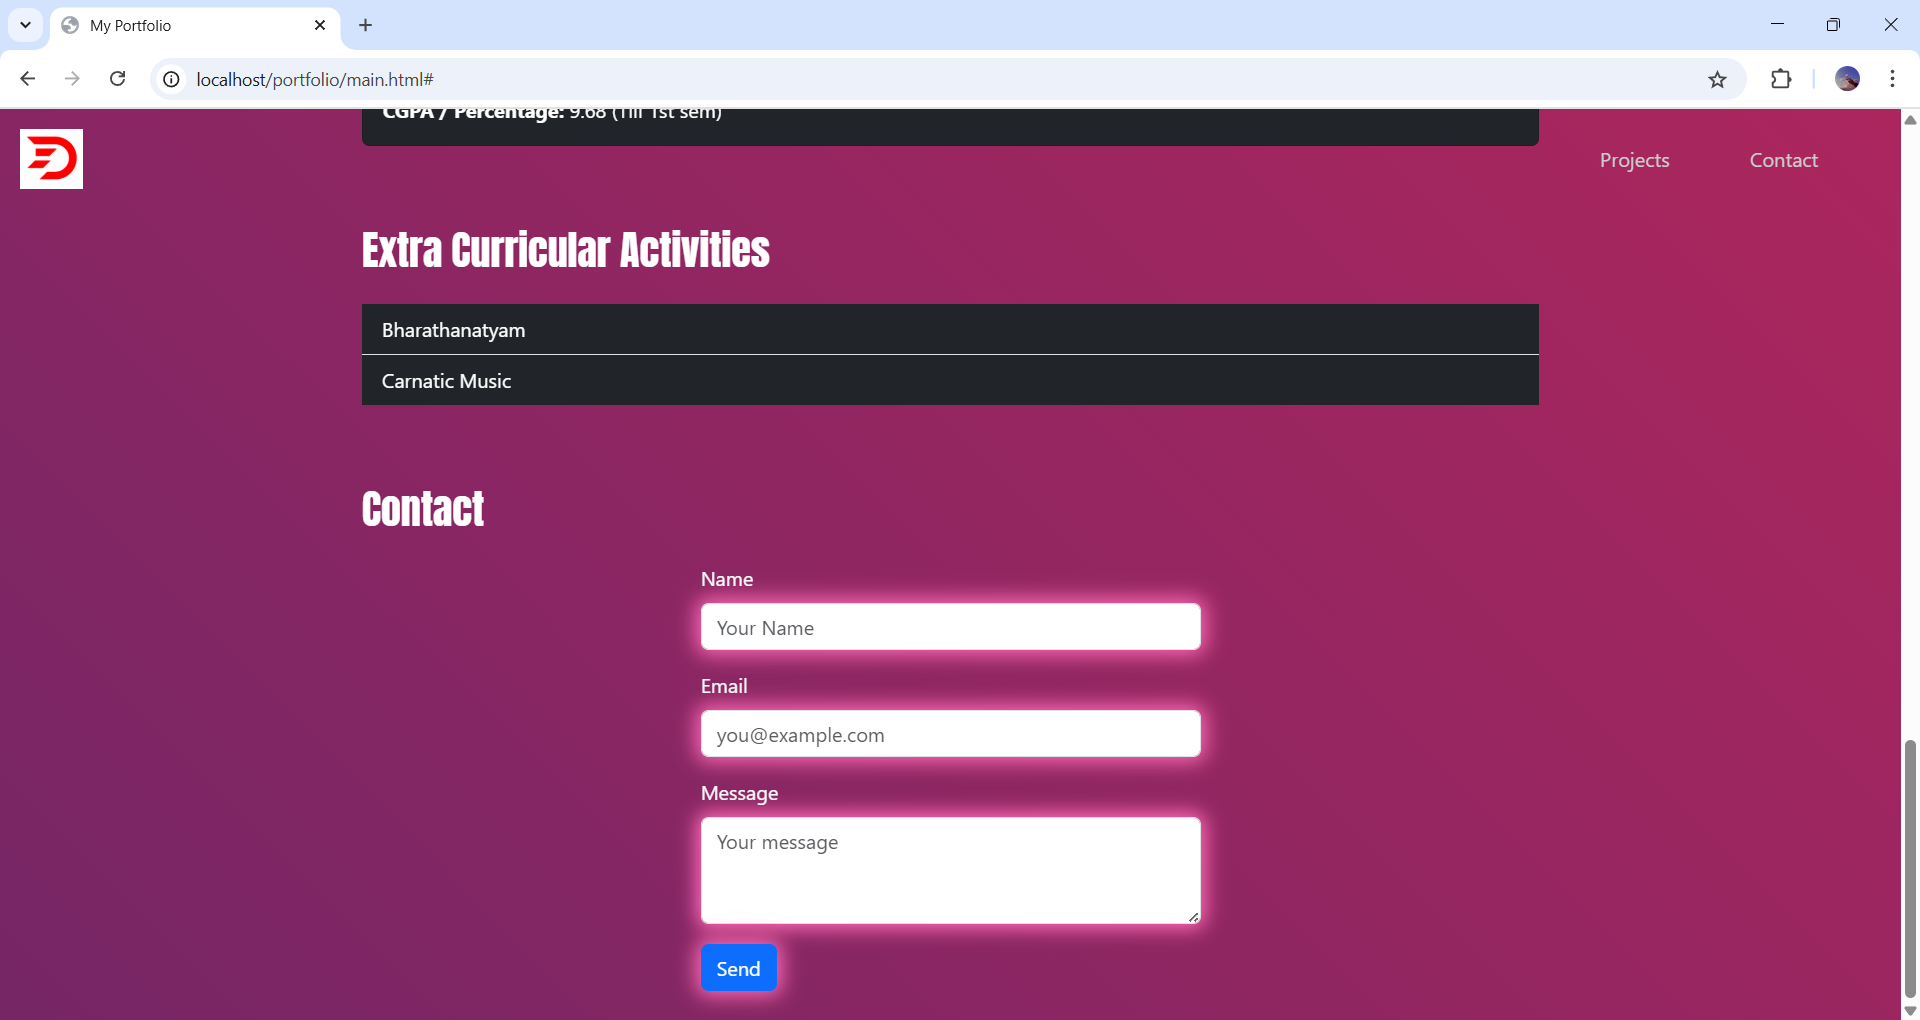 My Portfolio
localhost/portfolio/main.html#
CGPA / Percentage: 9.68 (Till 1st sem)
Projects Contact
Extra Curricular Activities
Bharathanatyam
Carnatic Music
Contact
Name
Your Name
Email
you@example.com
Message
Your message
Send